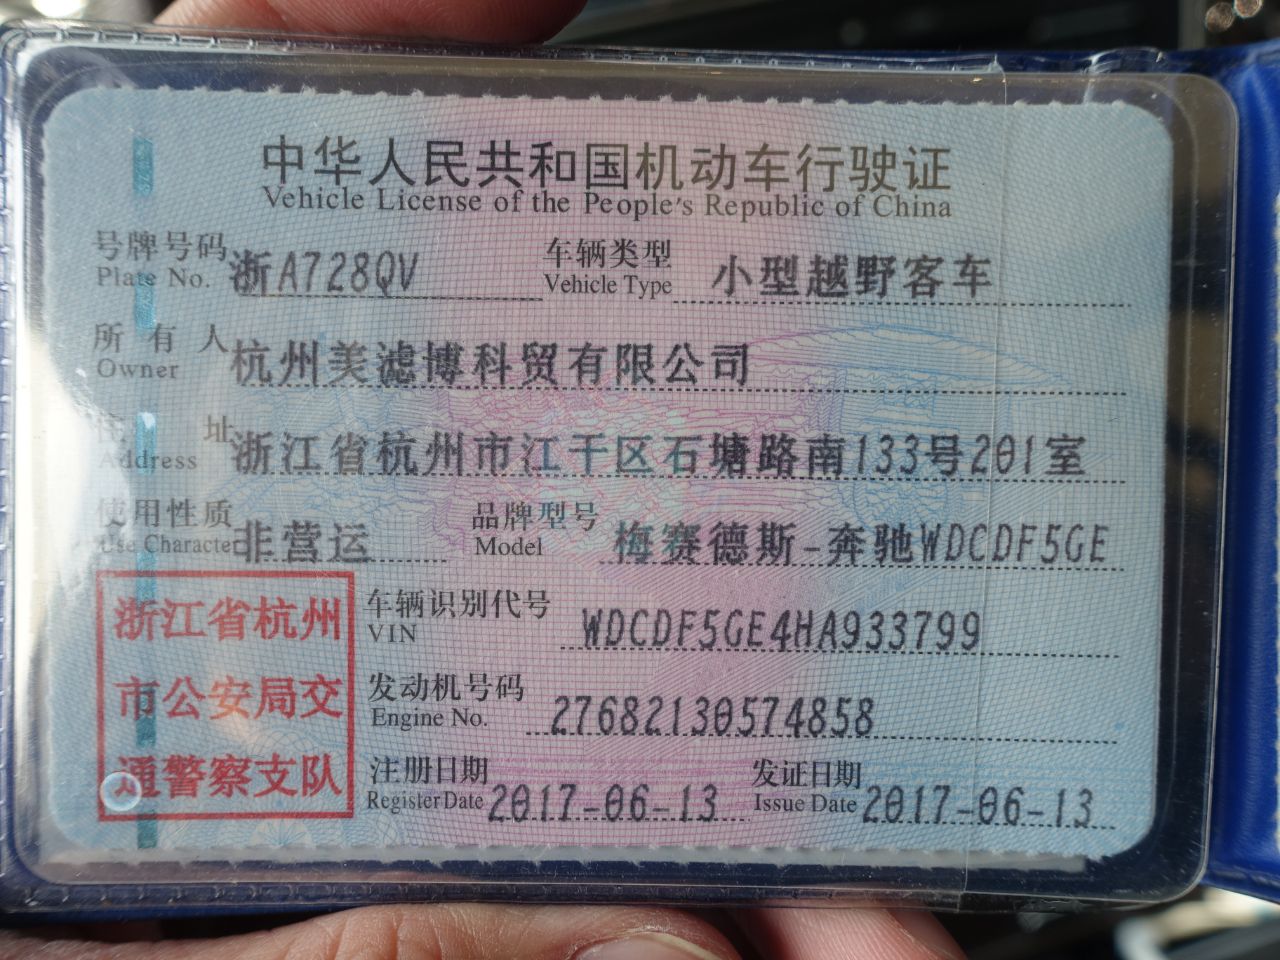 中华人民共和国机动车行驶证
Vehicle License of the People's Republic of China
号牌号码 浙A728QV 车辆类型 小型越野客车
Plate No. Vehicle Type
所有人 杭州美滤博科贸有限公司
Owner
住址 浙江省杭州市江干区石塘路南133号201室
Address
使用性质 非营运 品牌型号 梅赛德斯-奔驰WDCDF5GE
Use Character Model
车辆识别代号 WDCDF5GE4HA933799
VIN
发动机号码 27682130574858
Engine No.
注册日期 2017-06-13 发证日期 2017-06-13
Register Date Issue Date
浙江省杭州
市公安局交
通警察支队